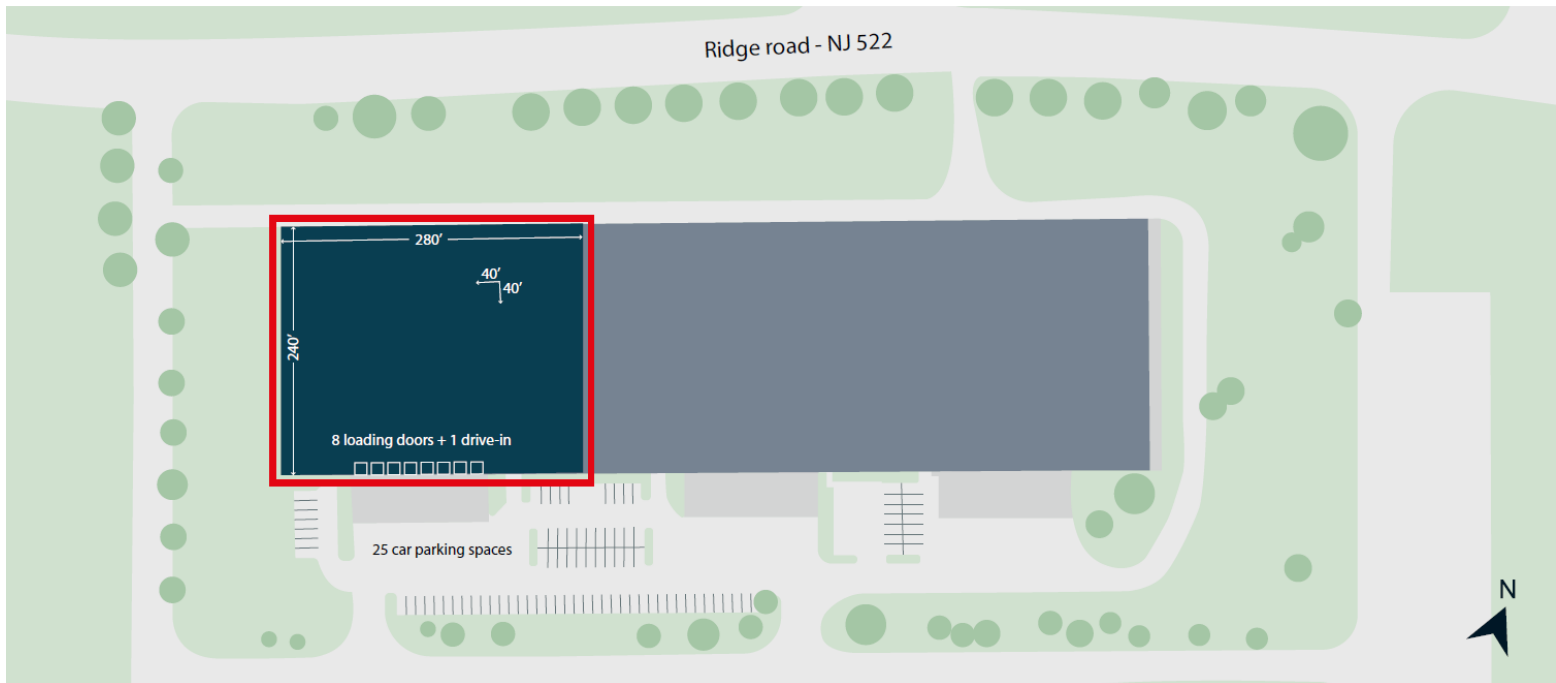 Ridge road - NJ 522
280’
40’
40’
240’
8 loading doors + 1 drive-in
25 car parking spaces
N